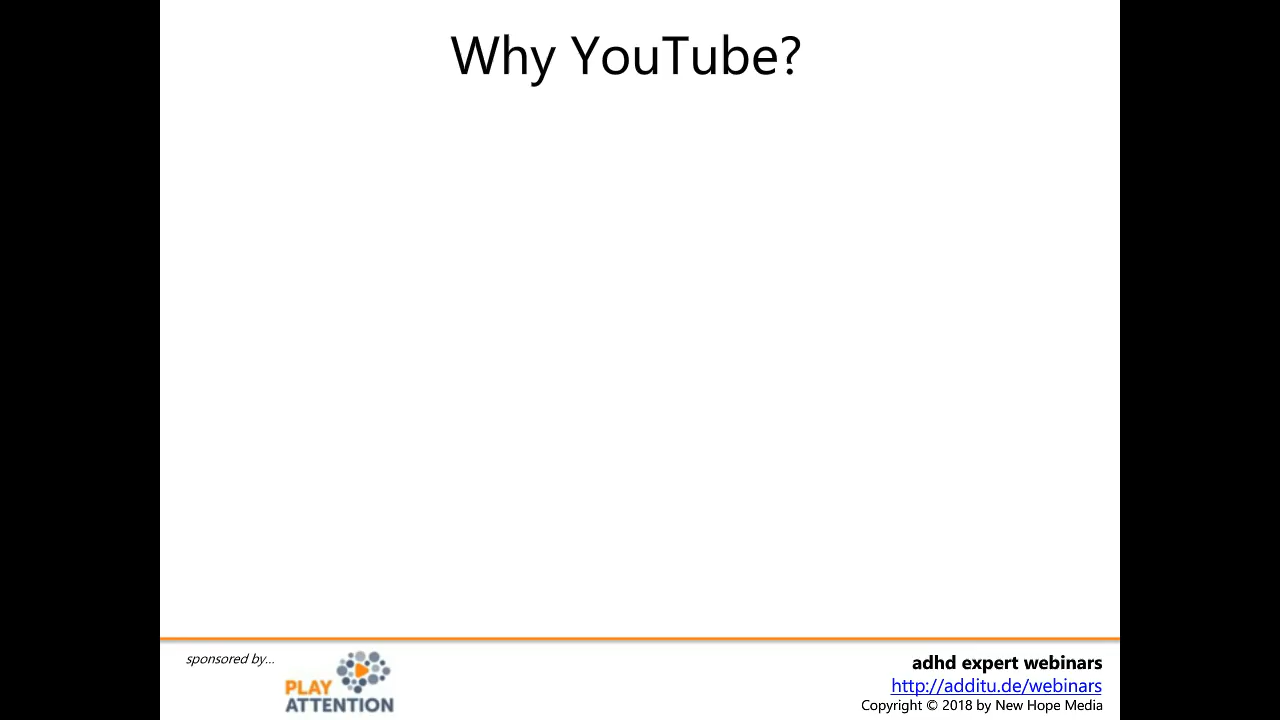 Why YouTube?
sponsored by...
PLAY
ATTENTION
adhd expert webinars
http://additu.de/webinars
Copyright © 2018 by New Hope Media